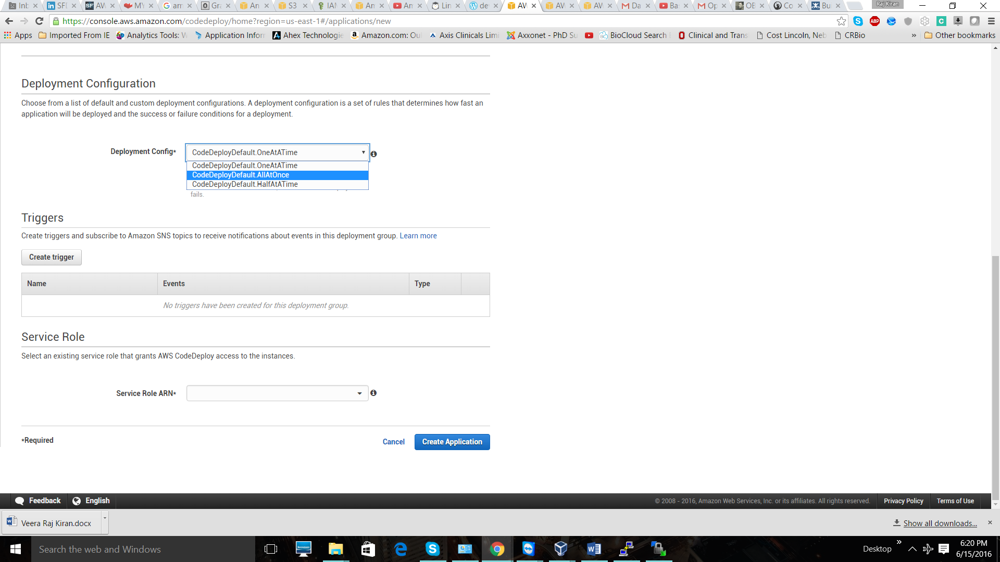 Inb SFD AW MY arn Gra An S3 IAM Am Am Lin de AW AW AW Da Ba Op OB Co Bu Raj Kiran
https://console.aws.amazon.com/codedeploy/home?region=us-east-1#/applications/new
Apps Imported From IE Analytics Tools: Application Infor Ahex Technologie Amazon.com: Ou Axis Clinicals Lim Axxonet - PhD Su BioCloud Search Clinical and Trans Cost Lincoln, Neb CRBio » Other bookmarks
Deployment Configuration
Choose from a list of default and custom deployment configurations. A deployment configuration is a set of rules that determines how fast an
application will be deployed and the success or failure conditions for a deployment.
Deployment Config* CodeDeployDefault.OneAtATime
CodeDeployDefault.OneAtATime
CodeDeployDefault.AllAtOnce
CodeDeployDefault.HalfAtATime
fails.
Triggers
Create triggers and subscribe to Amazon SNS topics to receive notifications about events in this deployment group. Learn more
Create trigger
Name Events Type
No triggers have been created for this deployment group.
Service Role
Select an existing service role that grants AWS CodeDeploy access to the instances.
Service Role ARN*
*Required Cancel Create Application
Feedback English © 2008 - 2016, Amazon Web Services, Inc. or its affiliates. All rights reserved. Privacy Policy Terms of Use
Veera Raj Kiran.docx Show all downloads...
Search the web and Windows Desktop » 6:20 PM
6/15/2016